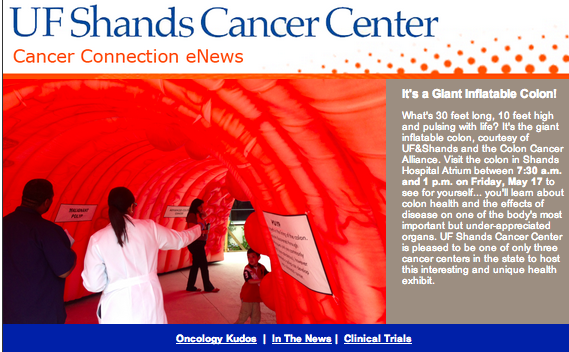 UF Shands Cancer Center
Cancer Connection eNews
It's a Giant Inflatable Colon!
What's 30 feet long, 10 feet high
and pulsing with life? It's the giant
inflatable colon, courtesy of
UF&Shands and the Colon Cancer
Alliance. Visit the colon in Shands
Hospital Atrium between 7:30 a.m.
and 1 p.m. on Friday, May 17 to
see for yourself... you'll learn about
colon health and the effects of
disease on one of the body's most
important but under-appreciated
organs. UF Shands Cancer Center
is pleased to be one of only three
cancer centers in the state to host
this interesting and unique health
exhibit.
Oncology Kudos | In The News | Clinical Trials